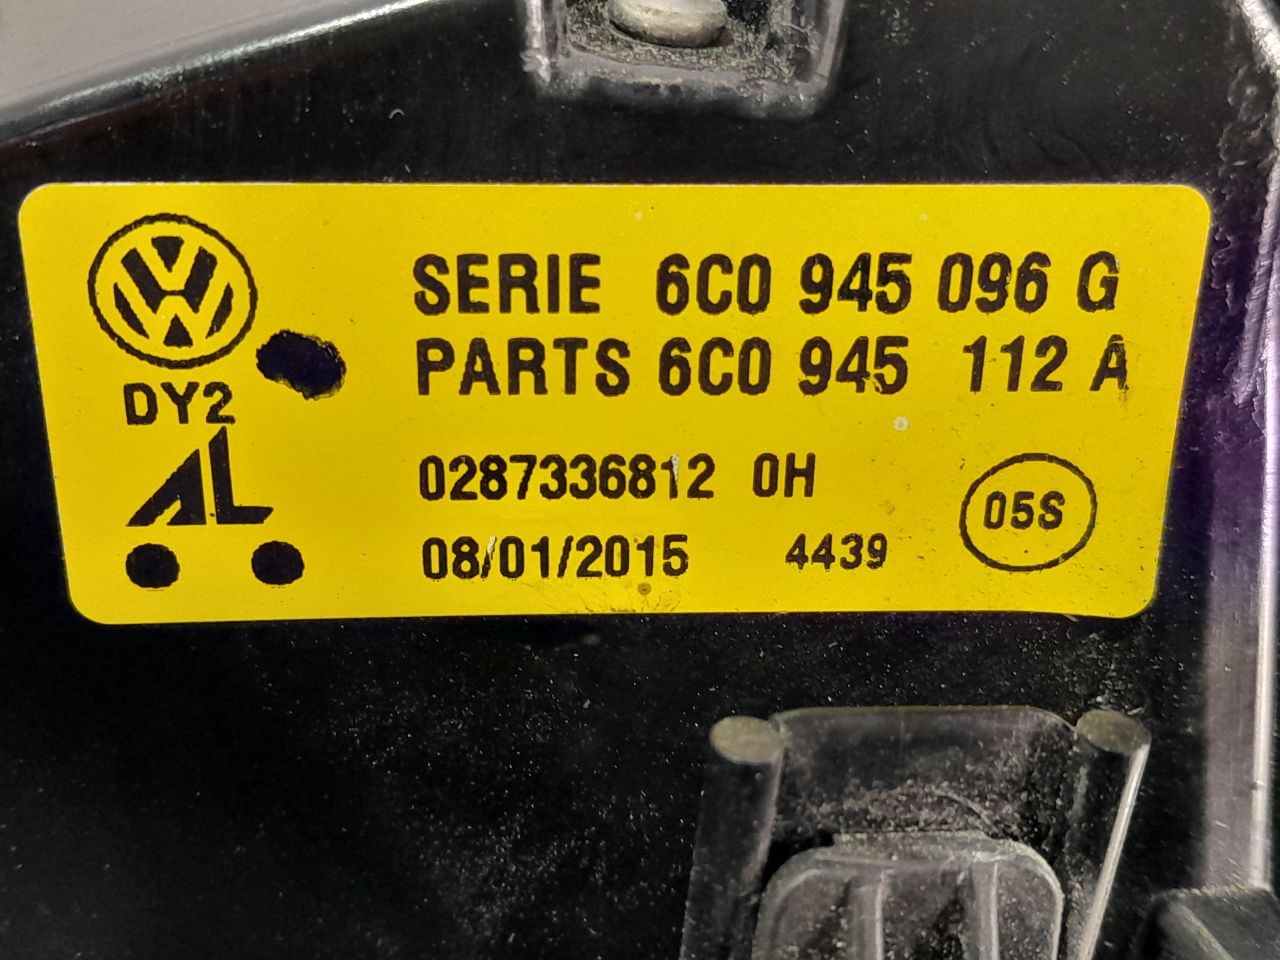 SERIE 6C0 945 096 G
PARTS 6C0 945 112 A
DY2
AL
0287336812 0H
05S
08/01/2015 4439